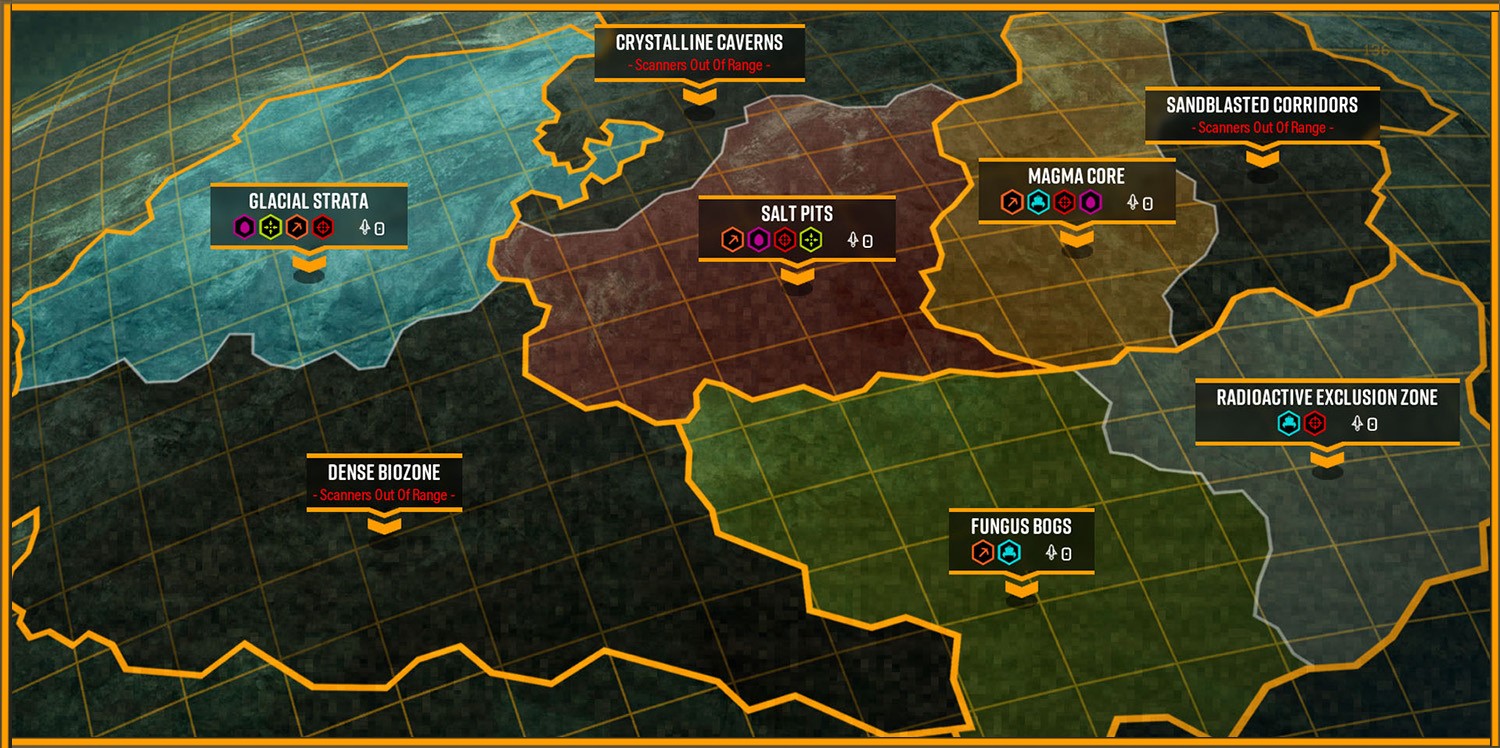 CRYSTALLINE CAVERNS
- Scanners Out Of Range -
136
SANDBLASTED CORRIDORS
- Scanners Out Of Range -
MAGMA CORE
0
GLACIAL STRATA
0
SALT PITS
0
RADIOACTIVE EXCLUSION ZONE
0
DENSE BIOZONE
- Scanners Out Of Range -
FUNGUS BOGS
0